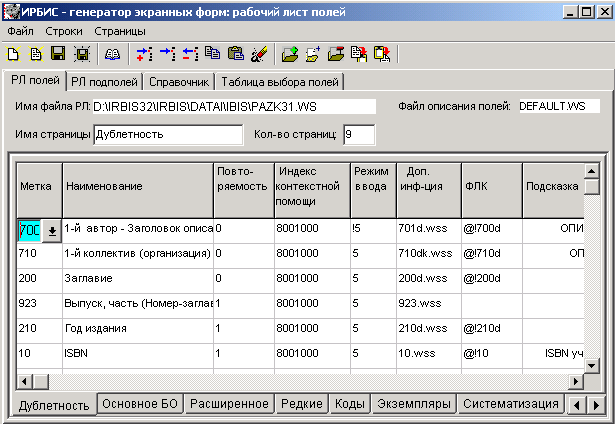 ИРБИС - генератор экранных форм: рабочий лист полей
Файл Строки Страницы
РЛ полей РЛ подполей Справочник Таблица выбора полей
Имя файла РЛ: D:\IRBIS32\IRBIS\DATAI\IBIS\PAZK31.WS Файл описания полей: DEFAULT.WS
Имя страницы Дублетность Кол-во страниц: 9
Метка Наименование Повто-ряемость Индекс контекстной помощи Режим ввода Доп. инф-ция ФЛК Подсказка
700 1-й автор - Заголовок описа 0 8001000 !5 701d.wss @!700d ОПИ
710 1-й коллектив (организация) 0 8001000 5 710dk.wss @!710d ОП
200 Заглавие 0 8001000 5 200d.wss @!200d
923 Выпуск, часть (Номер-заглав 1 8001000 5 923.wss
210 Год издания 1 8001000 5 210d.wss @!210d
10 ISBN 1 8001000 5 10.wss @!10 ISBN уч
Дублетность Основное БО Расширенное Редкие Коды Экземпляры Систематизация